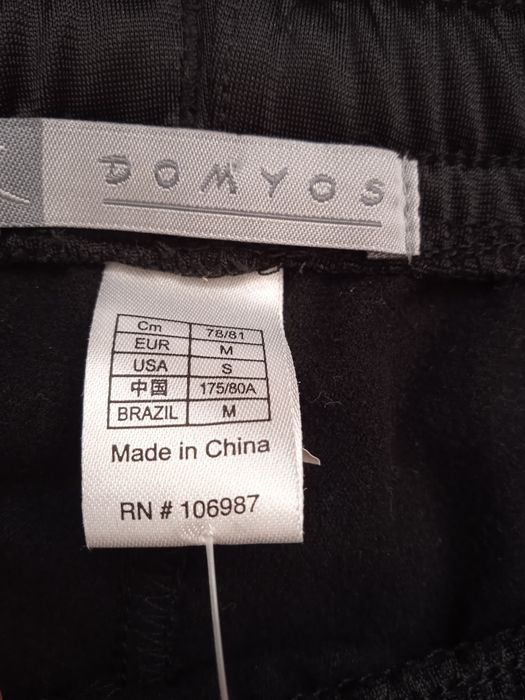 DOMYOS
Cm 78/81
EUR M
USA S
中国 175/80A
BRAZIL M
Made in China
RN # 106987